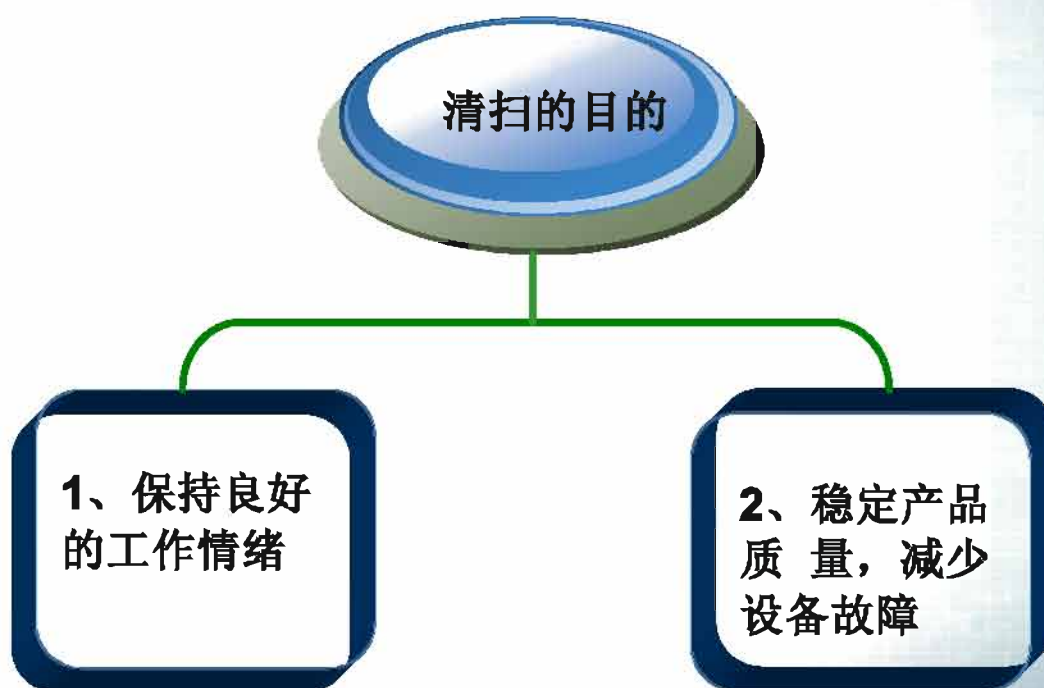 清扫的目的
1、保持良好
的工作情绪
2、稳定产品
质 量，减少
设备故障